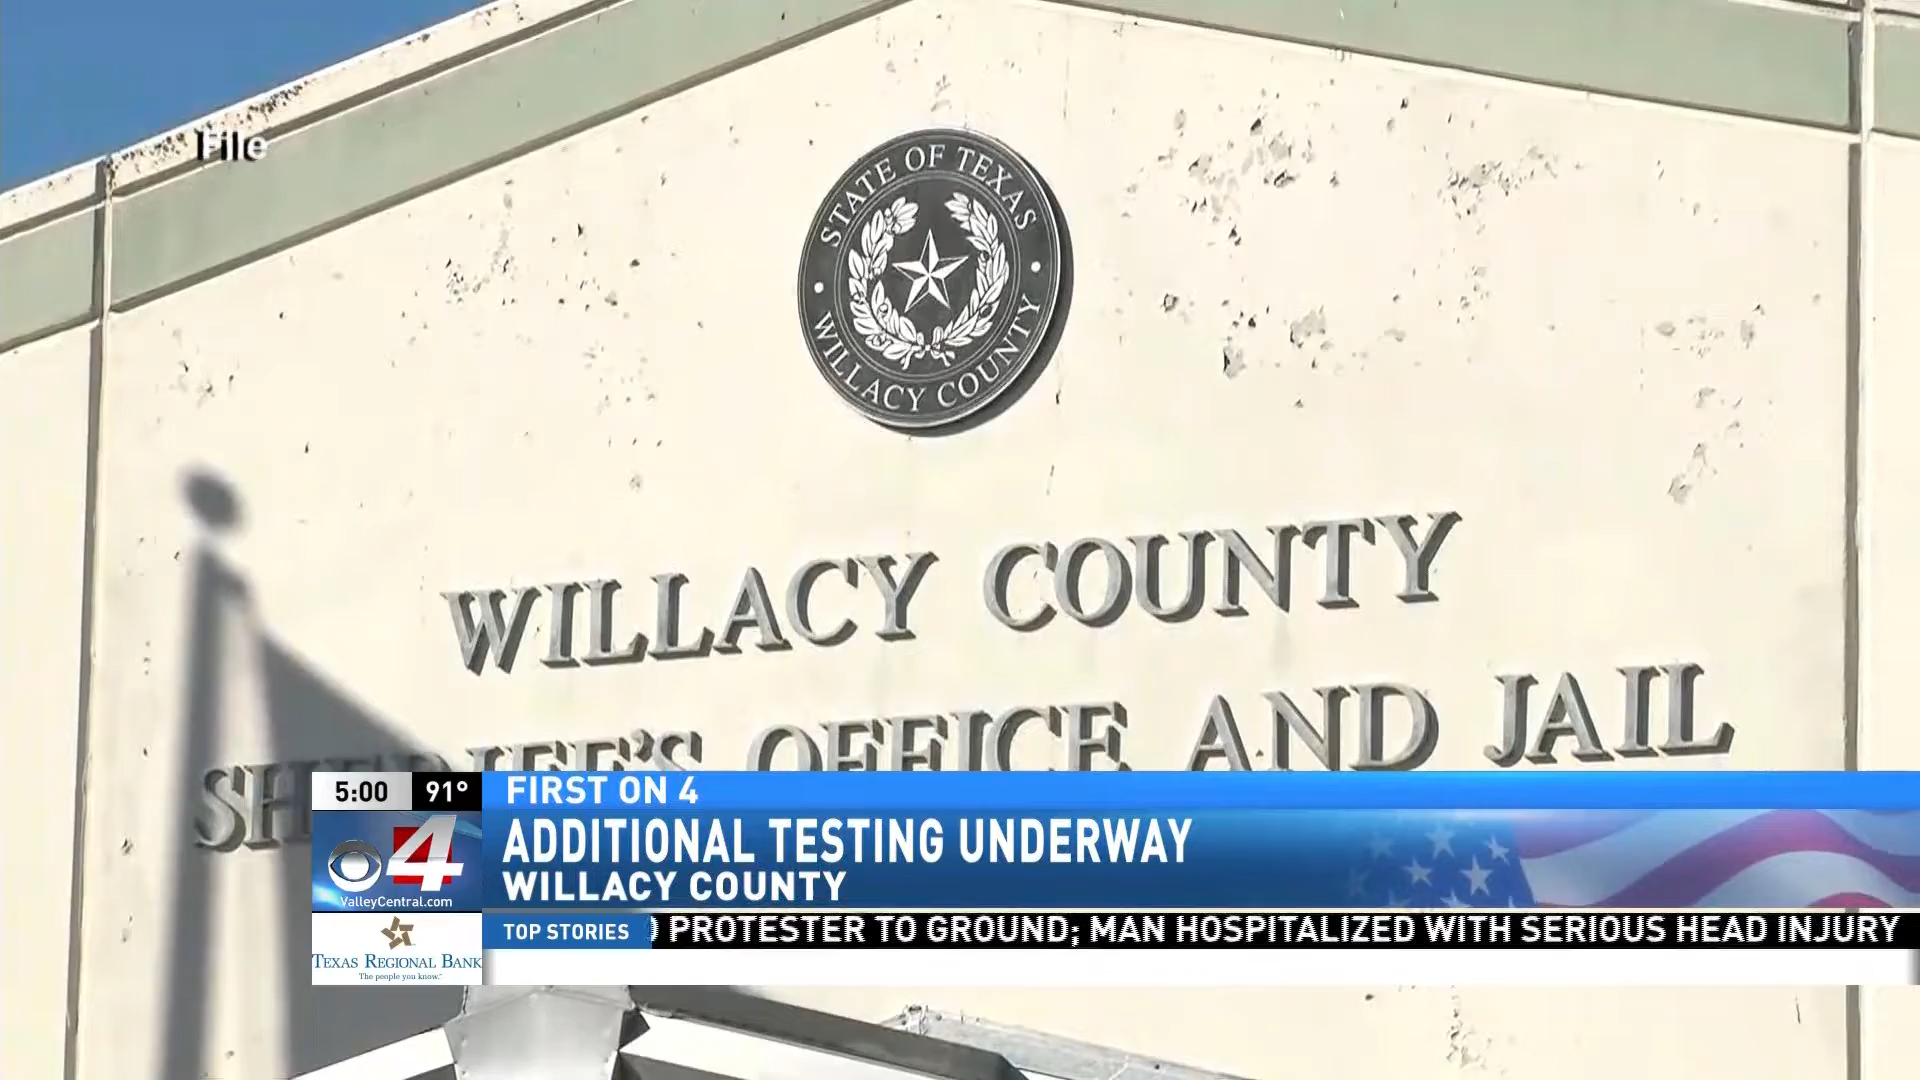 File
STATE OF TEXAS
WILLACY COUNTY
WILLACY COUNTY
SHERIFF'S OFFICE AND JAIL
5:00 91°
FIRST ON 4
4
ValleyCentral.com
ADDITIONAL TESTING UNDERWAY
WILLACY COUNTY
TOP STORIES
PROTESTER TO GROUND; MAN HOSPITALIZED WITH SERIOUS HEAD INJURY
TEXAS REGIONAL BANK
The people you know.